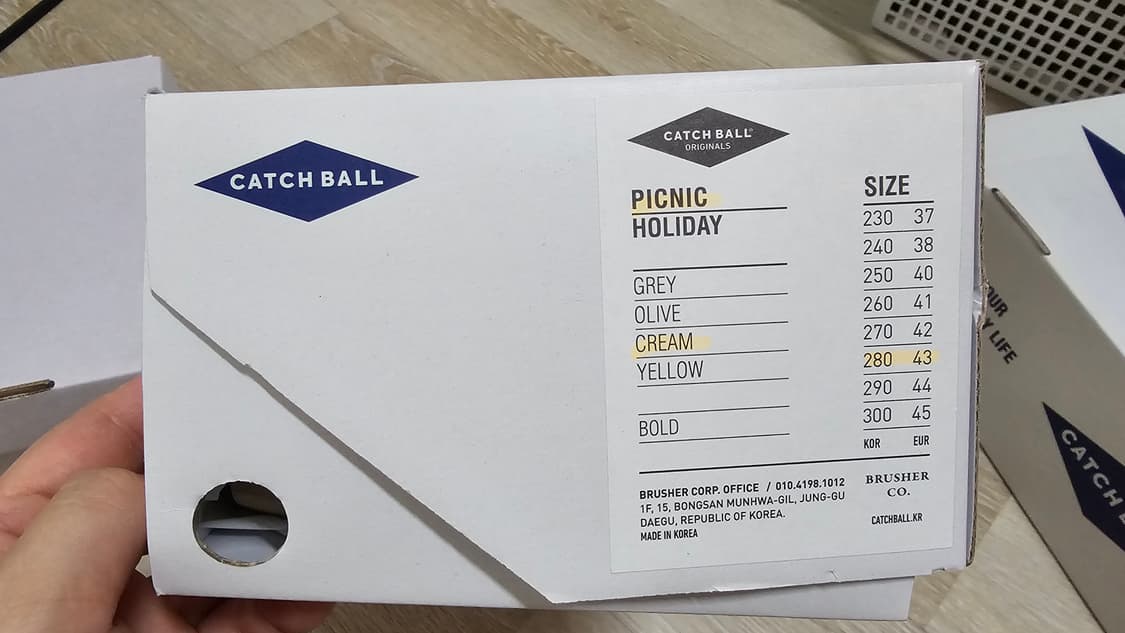 CATCH BALL
CATCH BALL®
ORIGINALS
PICNIC
HOLIDAY
GREY
OLIVE
CREAM
YELLOW
BOLD
SIZE
230 37
240 38
250 40
260 41
270 42
280 43
290 44
300 45
KOR EUR
BRUSHER CORP. OFFICE / 010.4198.1012
1F, 15, BONGSAN MUNHWA-GIL, JUNG-GU
DAEGU, REPUBLIC OF KOREA.
MADE IN KOREA
BRUSHER
CO.
CATCHBALL.KR
LIFE
CATCH